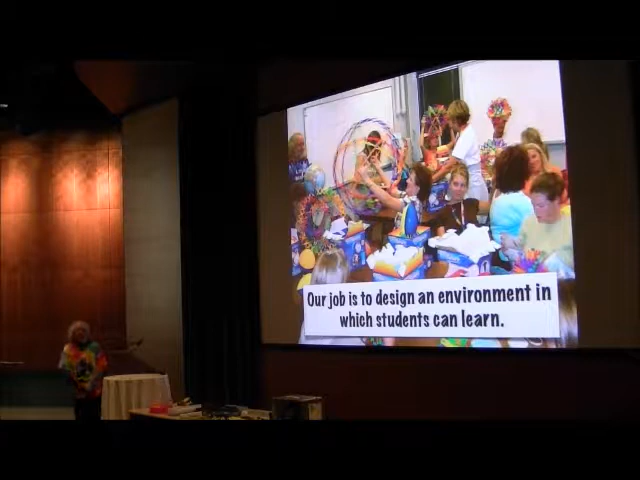 Our job is to design an environment in
which students can learn.